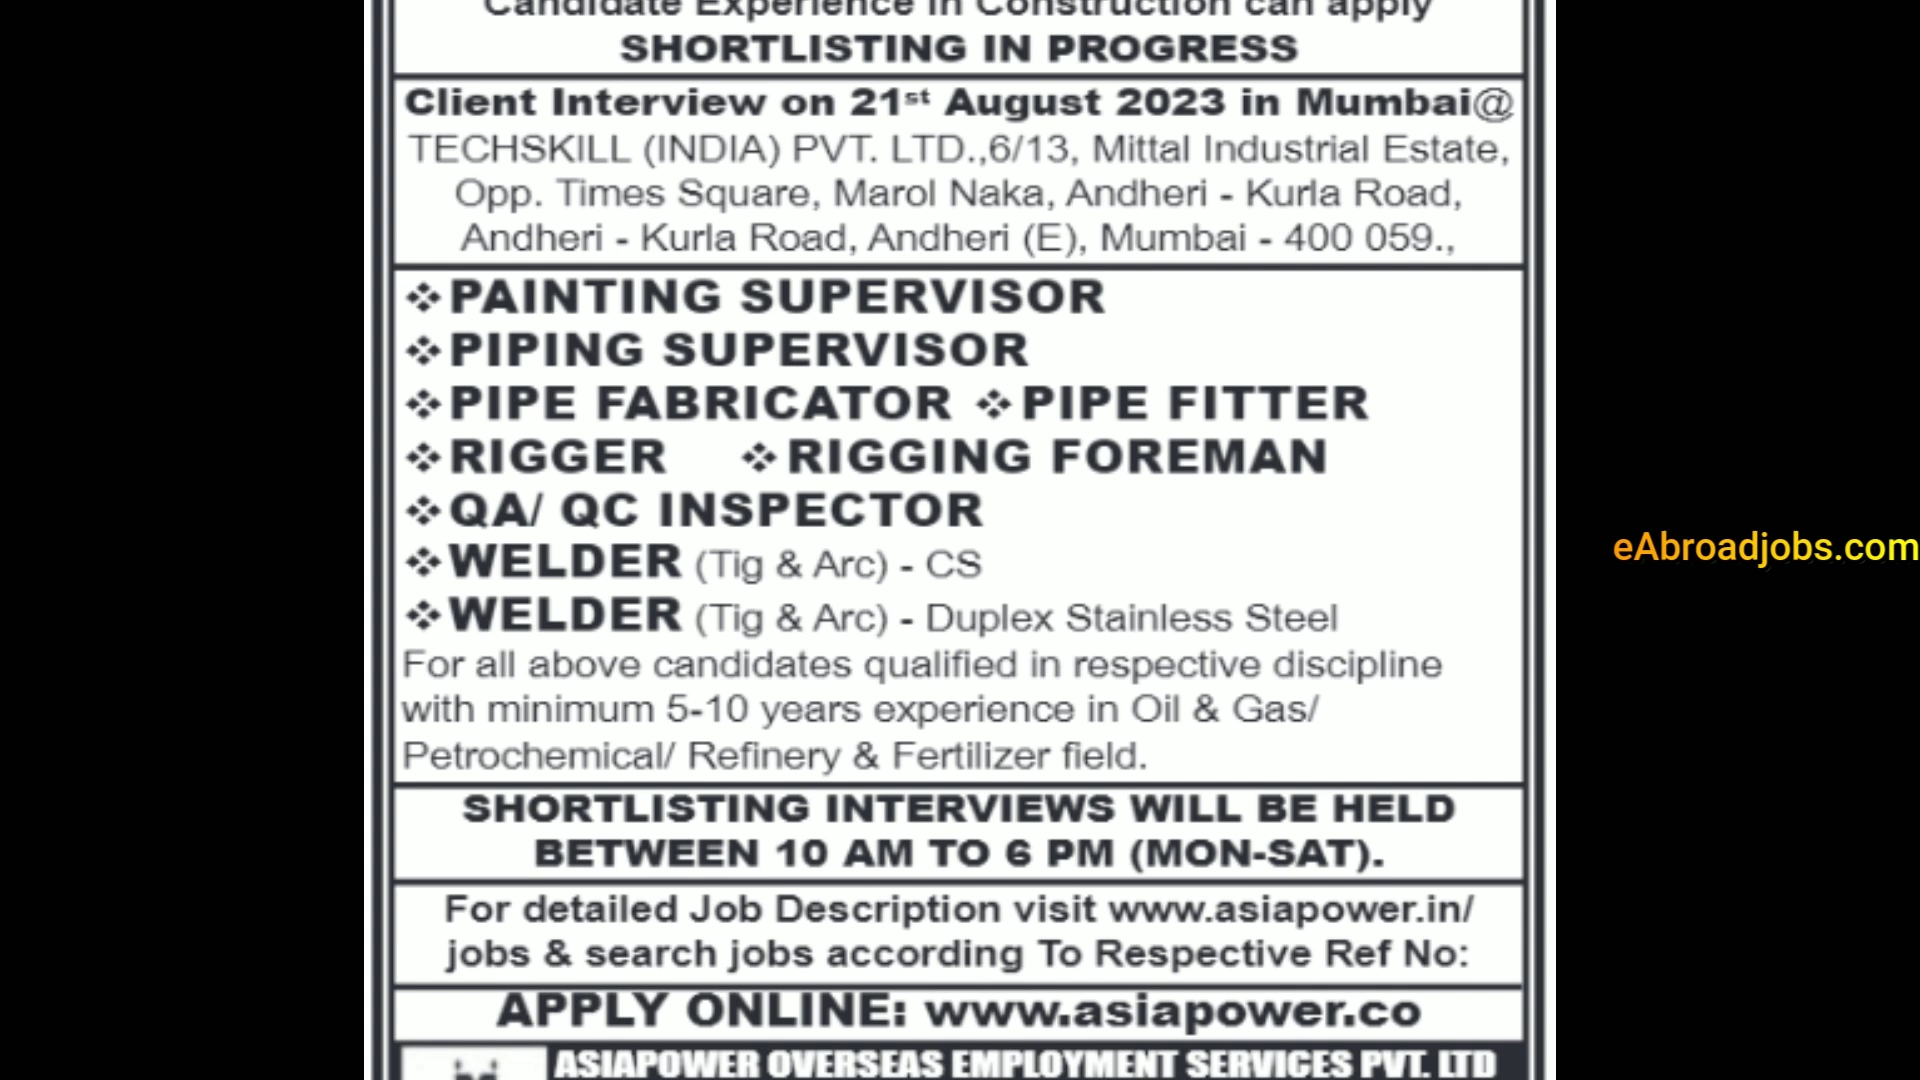 Candidate Experience in Construction can apply
SHORTLISTING IN PROGRESS
Client Interview on 21st August 2023 in Mumbai@
TECHSKILL (INDIA) PVT. LTD.,6/13, Mittal Industrial Estate,
Opp. Times Square, Marol Naka, Andheri - Kurla Road,
Andheri - Kurla Road, Andheri (E), Mumbai - 400 059.,
❖PAINTING SUPERVISOR
❖PIPING SUPERVISOR
❖PIPE FABRICATOR ❖PIPE FITTER
❖RIGGER ❖RIGGING FOREMAN
❖QA/ QC INSPECTOR
❖WELDER (Tig & Arc) - CS
❖WELDER (Tig & Arc) - Duplex Stainless Steel
For all above candidates qualified in respective discipline
with minimum 5-10 years experience in Oil & Gas/
Petrochemical/ Refinery & Fertilizer field.
SHORTLISTING INTERVIEWS WILL BE HELD
BETWEEN 10 AM TO 6 PM (MON-SAT).
For detailed Job Description visit www.asiapower.in/
jobs & search jobs according To Respective Ref No:
APPLY ONLINE: www.asiapower.co
ASIAPOWER OVERSEAS EMPLOYMENT SERVICES PVT. LTD
eAbroadjobs.com